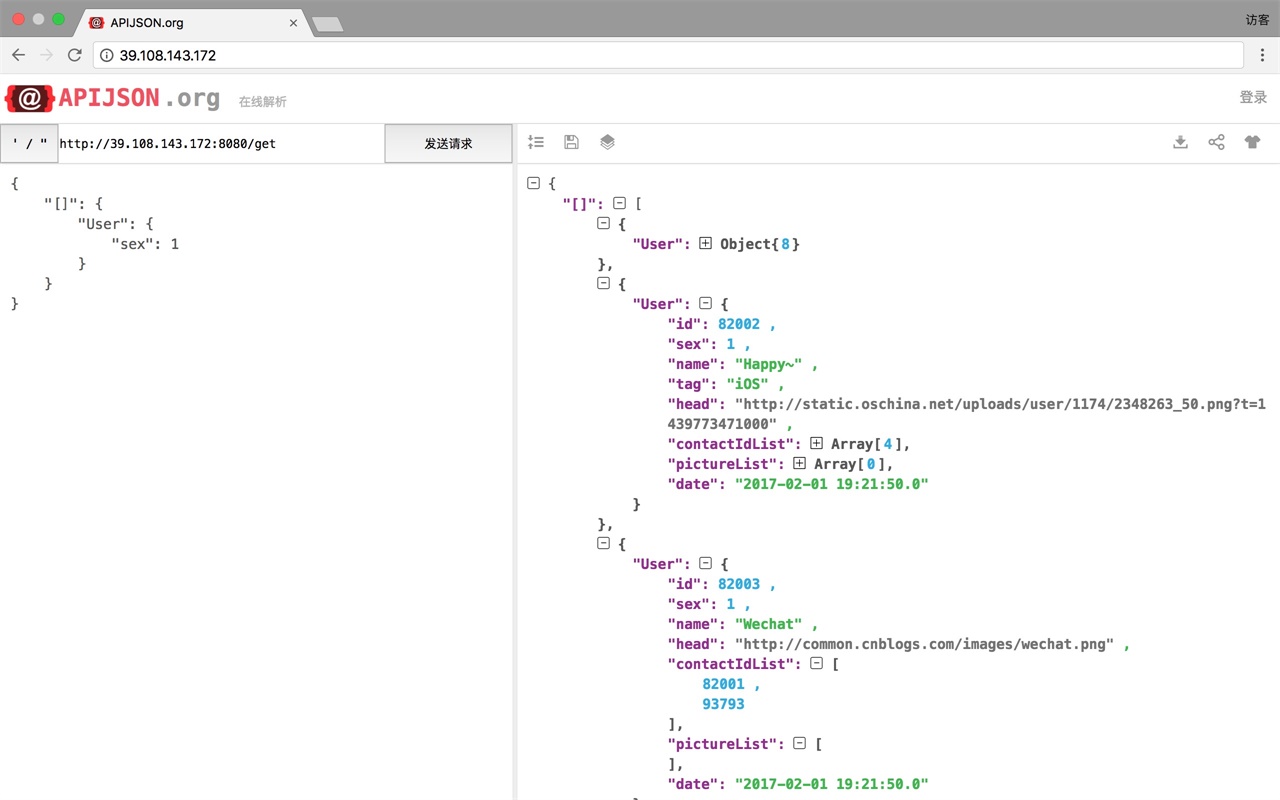 APIJSON.org
访客
39.108.143.172
APIJSON.org 在线解析
登录
' / " http://39.108.143.172:8080/get 发送请求
{
"[]": {
"User": {
"sex": 1
}
}
}
{
"[]": [
{
"User": Object{8}
},
{
"User": {
"id": 82002 ,
"sex": 1 ,
"name": "Happy~" ,
"tag": "iOS" ,
"head": "http://static.oschina.net/uploads/user/1174/2348263_50.png?t=1
439773471000" ,
"contactIdList": Array[4],
"pictureList": Array[0],
"date": "2017-02-01 19:21:50.0"
}
},
{
"User": {
"id": 82003 ,
"sex": 1 ,
"name": "Wechat" ,
"head": "http://common.cnblogs.com/images/wechat.png" ,
"contactIdList": [
82001 ,
93793
],
"pictureList": [
],
"date": "2017-02-01 19:21:50.0"
}